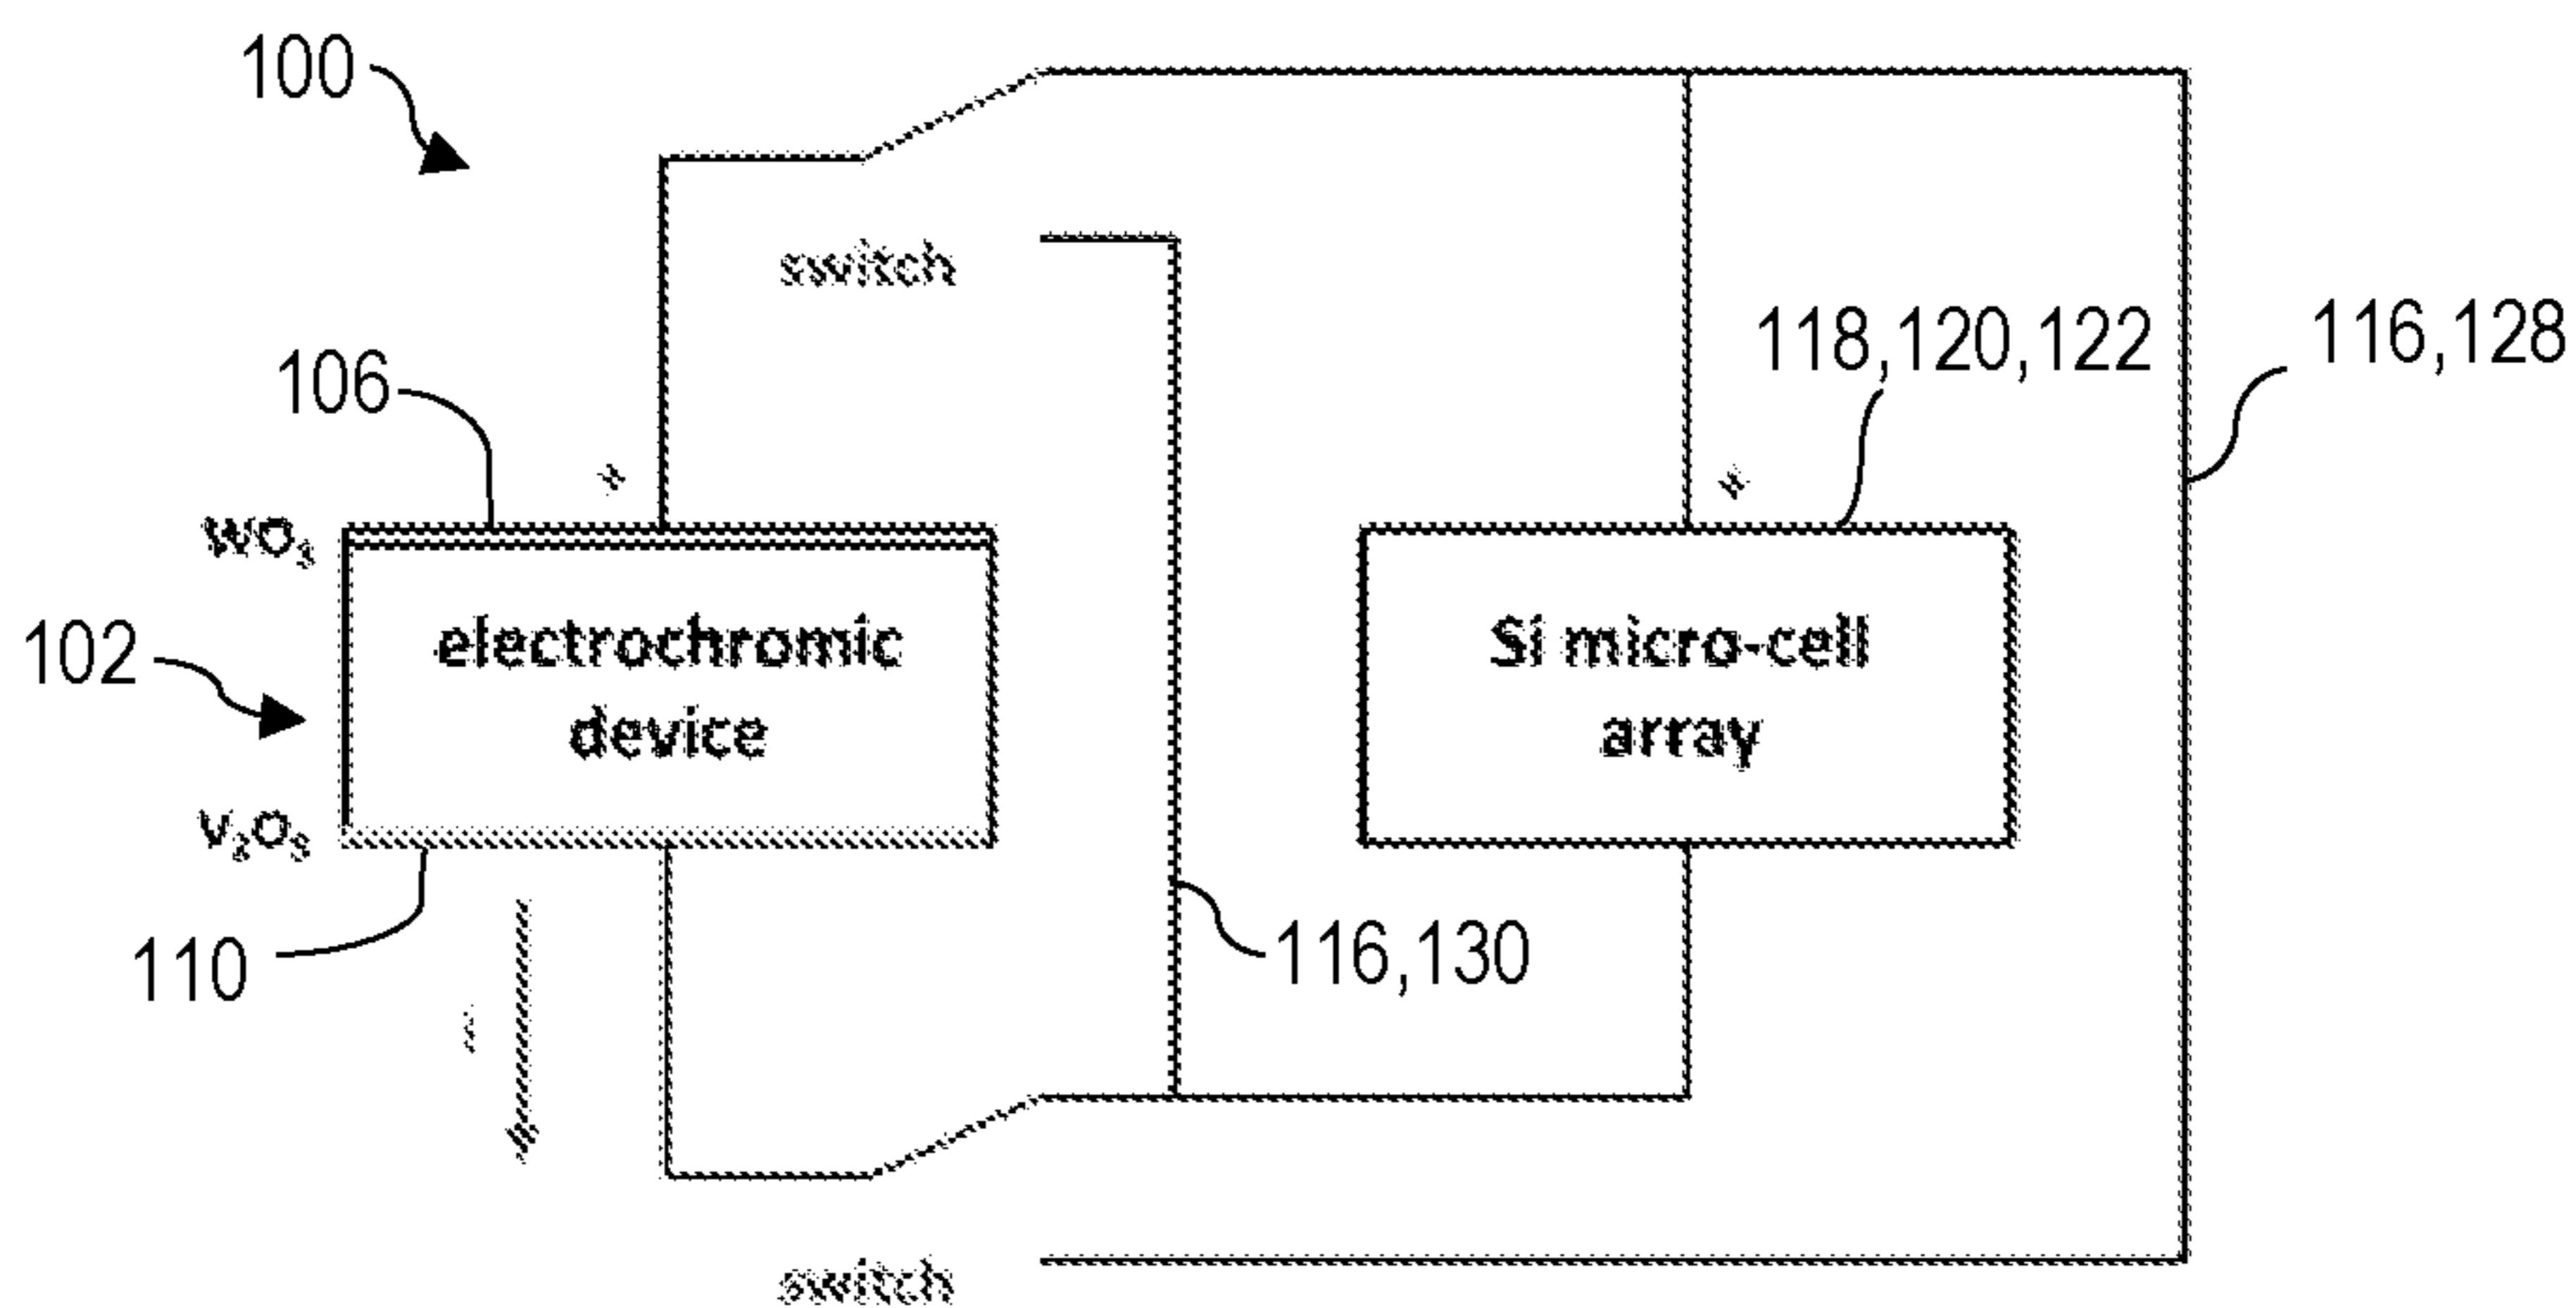 100
switch
118,120,122
116,128
106
WO₃
electrochromic
device
Si micro-cell
array
102
110
116,130
switch